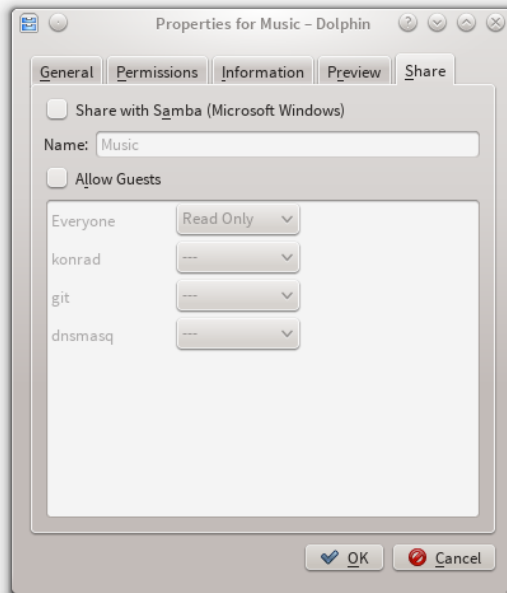 Properties for Music – Dolphin
General Permissions Information Preview Share
Share with Samba (Microsoft Windows)
Name: Music
Allow Guests
Everyone Read Only
konrad ---
git ---
dnsmasq ---
OK Cancel